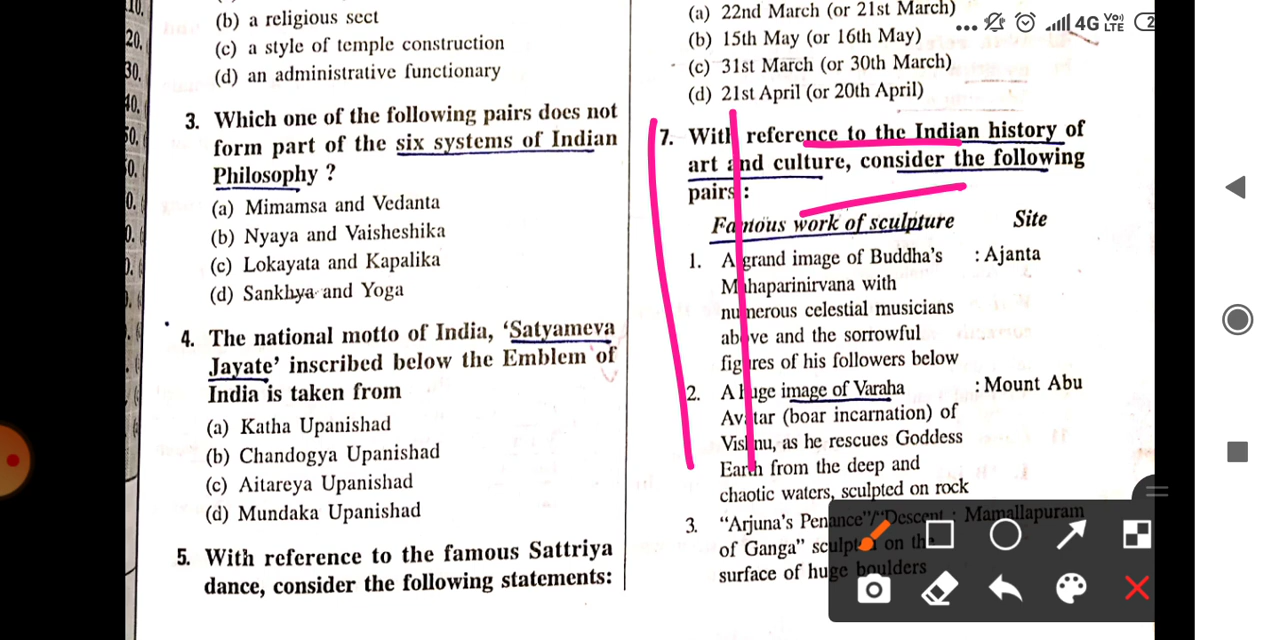 10.
20.
30.
40.
50.
(b) a religious sect
(c) a style of temple construction
(d) an administrative functionary
3. Which one of the following pairs does not
form part of the six systems of Indian
Philosophy ?
(a) Mimamsa and Vedanta
(b) Nyaya and Vaisheshika
(c) Lokayata and Kapalika
(d) Sankhya and Yoga
4. The national motto of India, ‘Satyameva
Jayate’ inscribed below the Emblem of
India is taken from
(a) Katha Upanishad
(b) Chandogya Upanishad
(c) Aitareya Upanishad
(d) Mundaka Upanishad
5. With reference to the famous Sattriya
dance, consider the following statements:
(a) 22nd March (or 21st March)
(b) 15th May (or 16th May)
(c) 31st March (or 30th March)
(d) 21st April (or 20th April)
7. With reference to the Indian history of
art and culture, consider the following
pairs :
Famous work of sculpture Site
1. A grand image of Buddha’s : Ajanta
Mahaparinirvana with
numerous celestial musicians
above and the sorrowful
figures of his followers below
2. A huge image of Varaha : Mount Abu
Avatar (boar incarnation) of
Vishnu, as he rescues Goddess
Earth from the deep and
chaotic waters, sculpted on rock
3. “Arjuna’s Penance”/“Descent : Mamallapuram
of Ganga” sculpted on the
surface of huge boulders
4G Vo) LTE 2